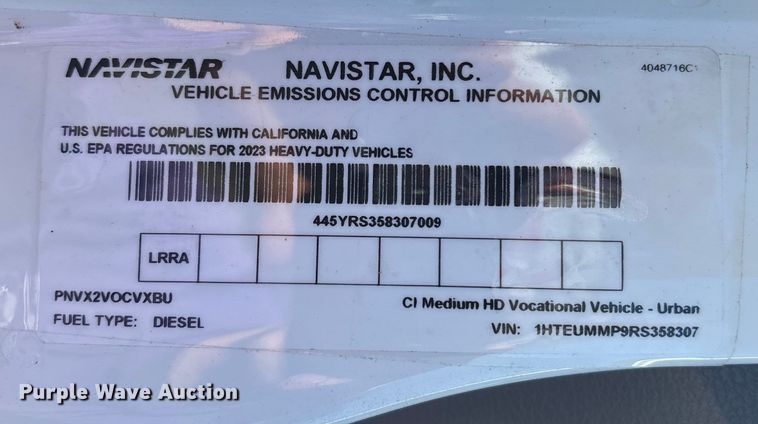 NAVISTAR NAVISTAR, INC. 4048716C1
VEHICLE EMISSIONS CONTROL INFORMATION
THIS VEHICLE COMPLIES WITH CALIFORNIA AND
U.S. EPA REGULATIONS FOR 2023 HEAVY-DUTY VEHICLES
445YRS358307009
LRRA
PNVX2VOCVXBU CI Medium HD Vocational Vehicle - Urban
FUEL TYPE: DIESEL VIN: 1HTEUMMP9RS358307
Purple Wave Auction